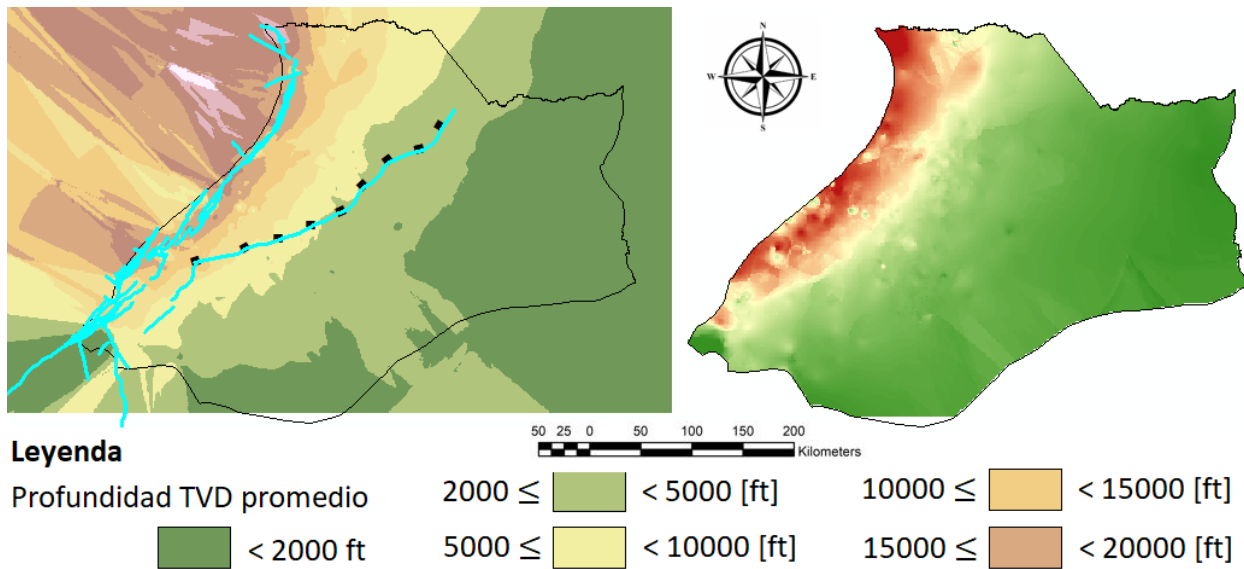 N
W
E
S
50 25 0 50 100 150 200
Kilometers
Leyenda
Profundidad TVD promedio
< 2000 ft
2000 ≤ < 5000 [ft]
5000 ≤ < 10000 [ft]
10000 ≤ < 15000 [ft]
15000 ≤ < 20000 [ft]